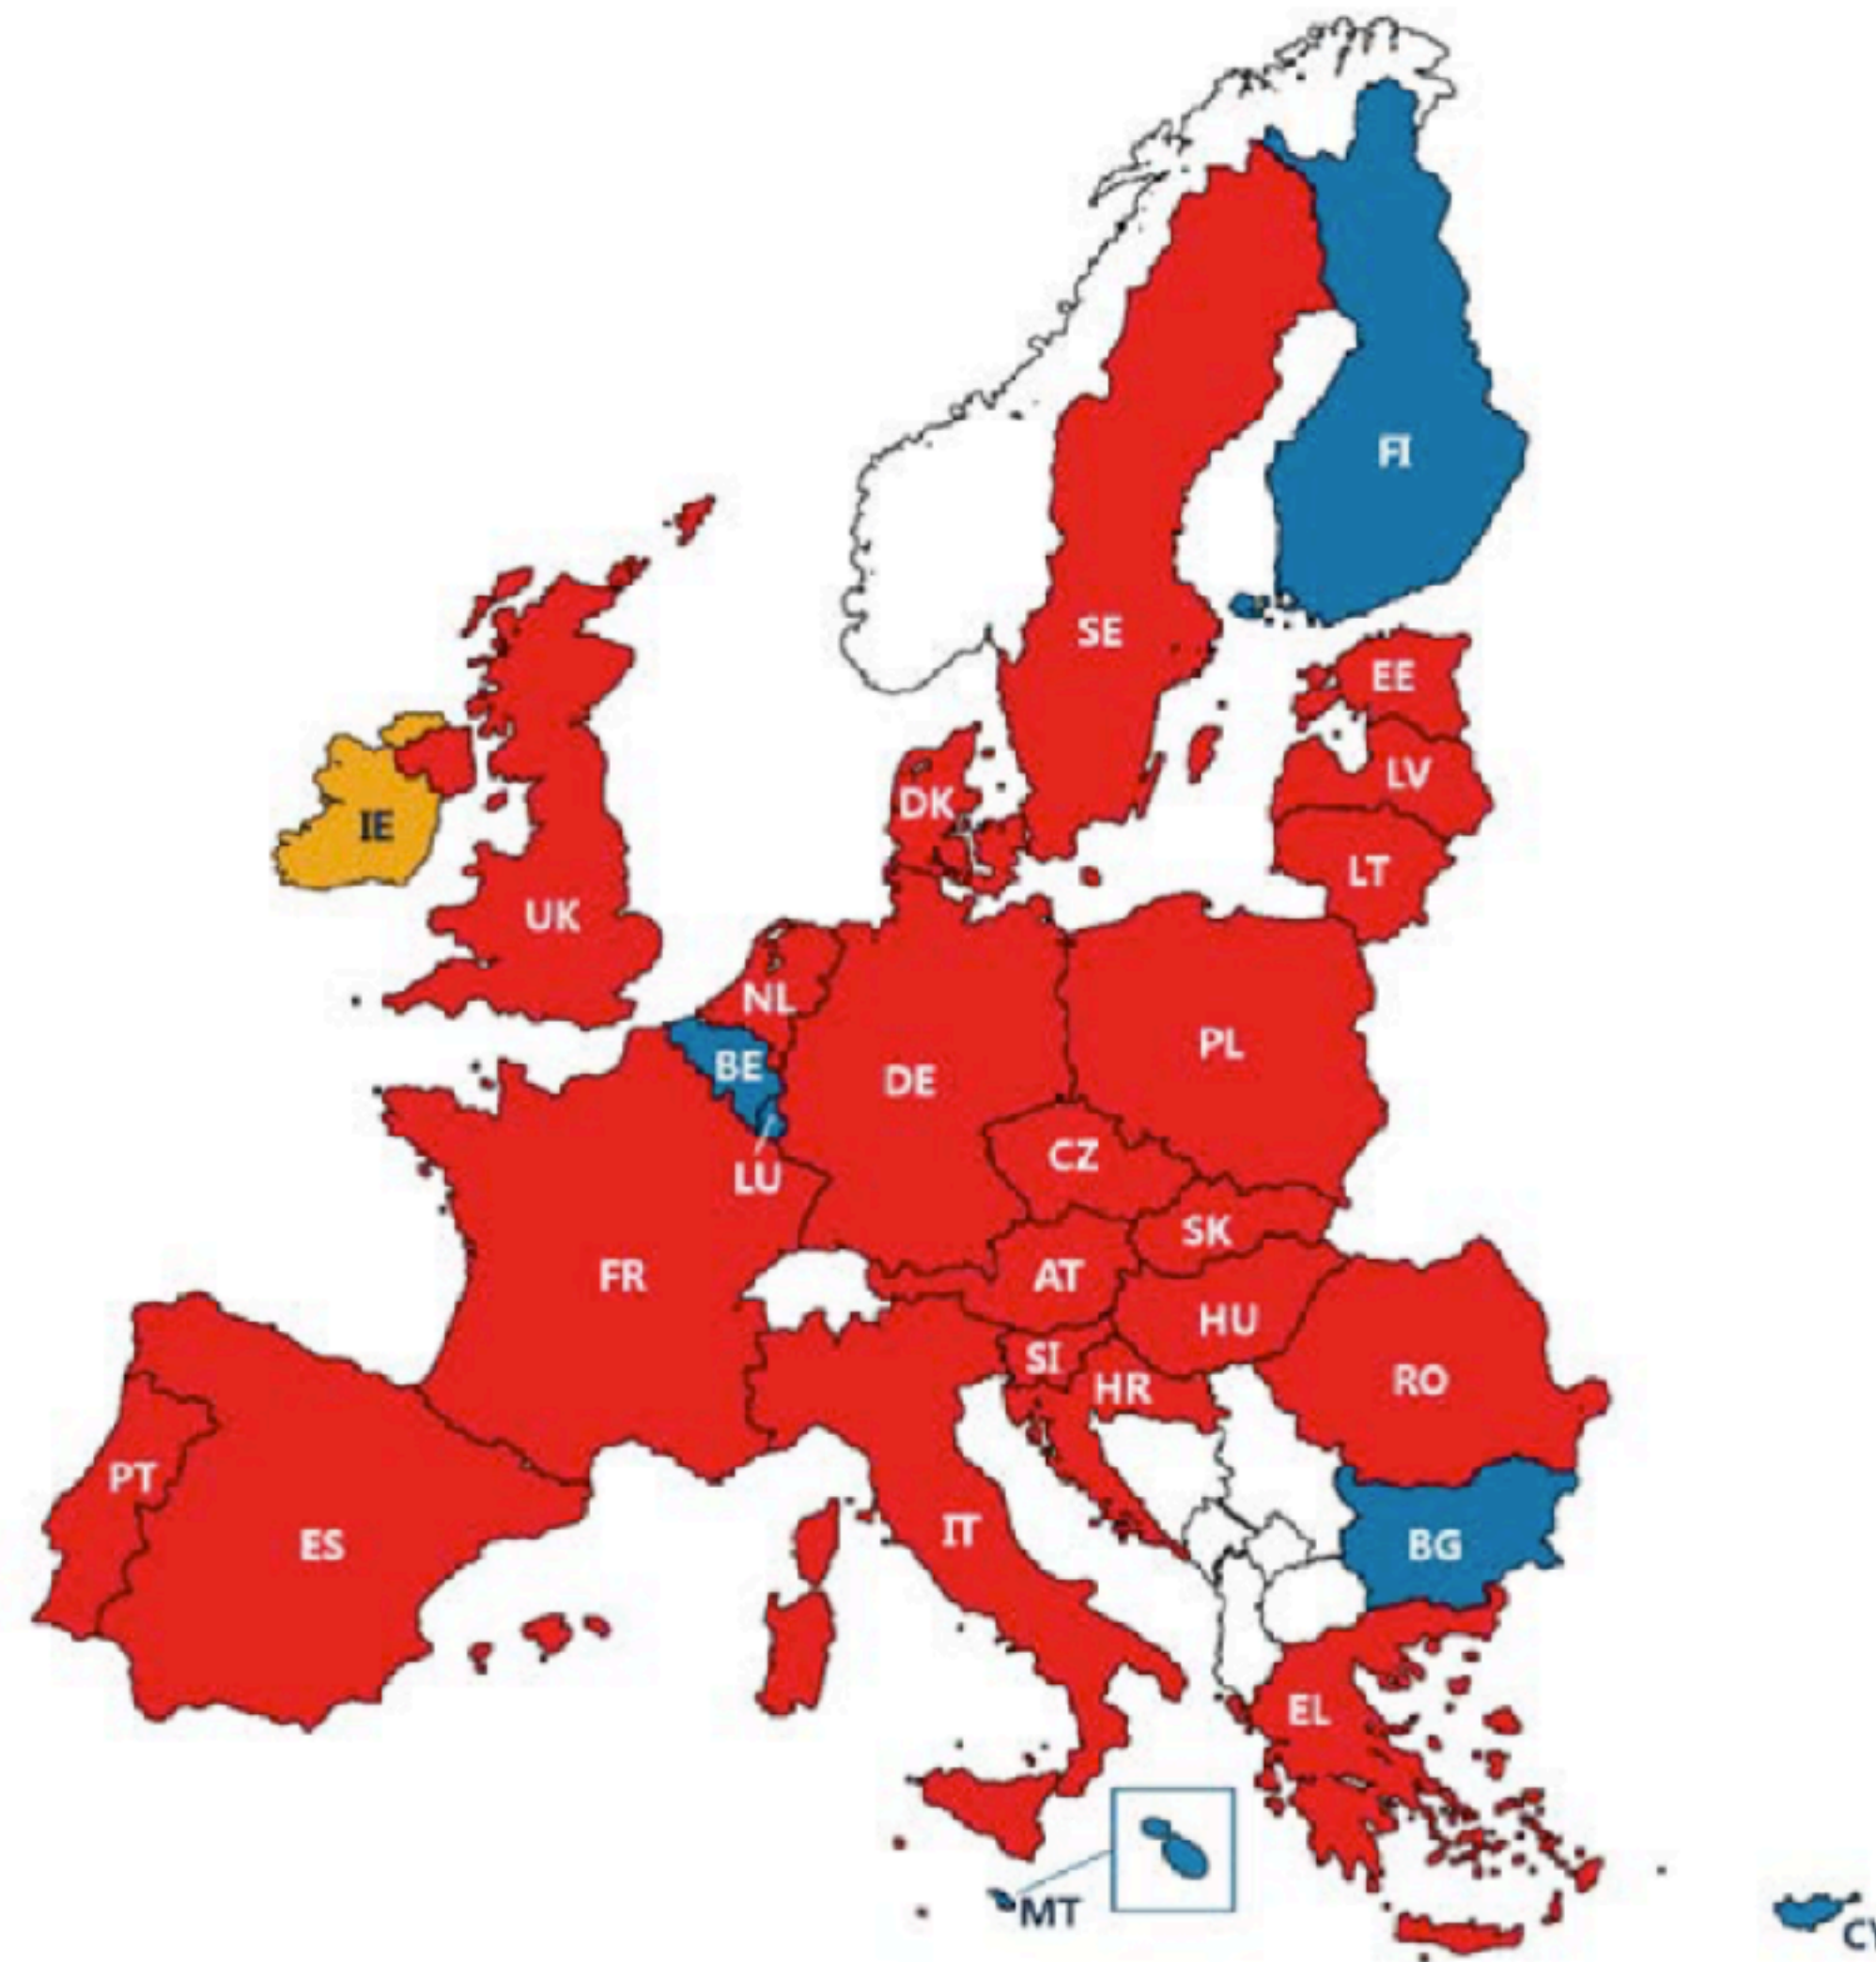 FI
SE
EE
LV
DK
IE
LT
UK
NL
PL
BE
DE
CZ
LU
SK
FR
AT
HU
SI
RO
HR
PT
IT
ES
BG
EL
MT
CY